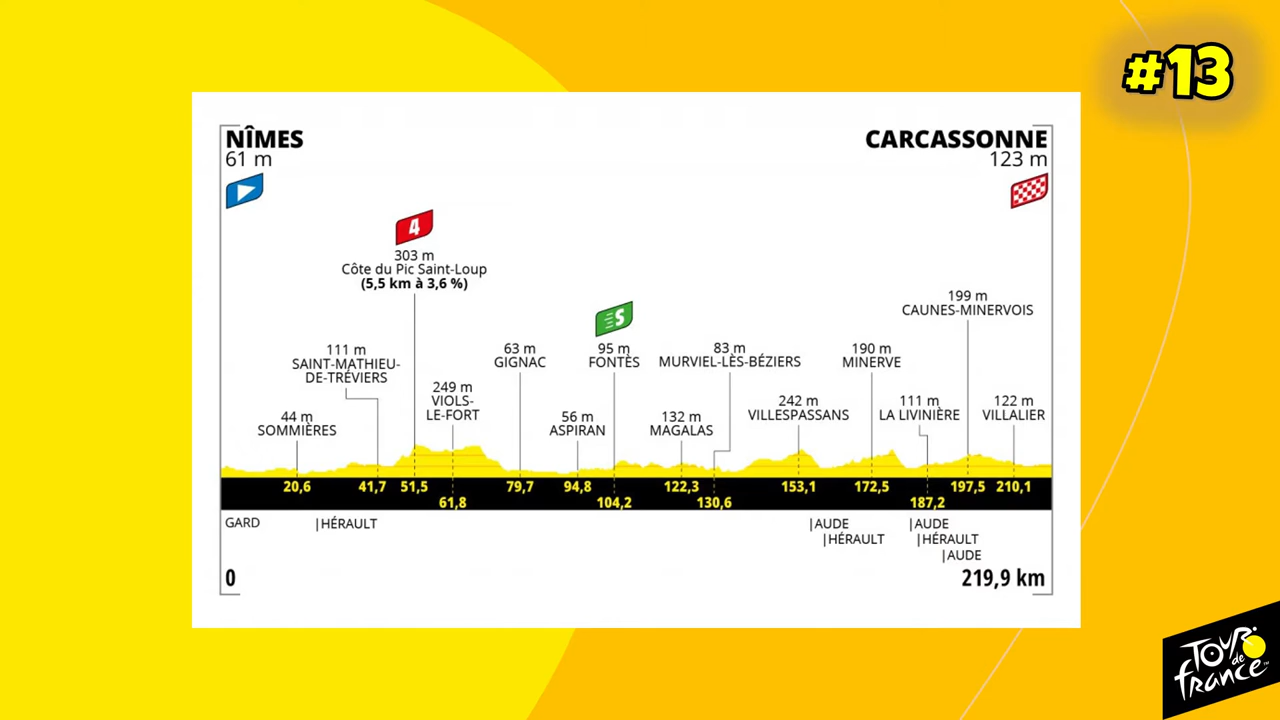 #13
NÎMES
61 m
CARCASSONNE
123 m
4
303 m
Côte du Pic Saint-Loup
(5,5 km à 3,6 %)
S
199 m
CAUNES-MINERVOIS
111 m
SAINT-MATHIEU-
DE-TRÉVIERS
63 m
GIGNAC
95 m
FONTÈS
83 m
MURVIEL-LÈS-BÉZIERS
190 m
MINERVE
44 m
SOMMIÈRES
249 m
VIOLS-
LE-FORT
56 m
ASPIRAN
132 m
MAGALAS
242 m
VILLESPASSANS
111 m
LA LIVINIÈRE
122 m
VILLALIER
20,6 41,7 51,5 79,7 94,8 122,3 153,1 172,5 197,5 210,1
61,8 104,2 130,6 187,2
GARD |HÉRAULT |AUDE |AUDE
|HÉRAULT |HÉRAULT
|AUDE
0 219,9 km
TOUR
de
france™